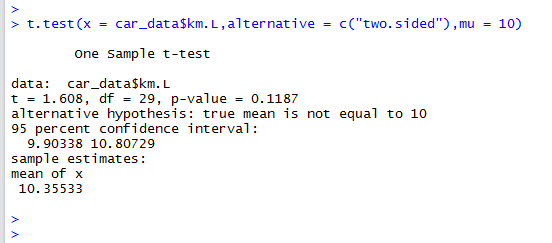 >
> t.test(x = car_data$km.L,alternative = c("two.sided"),mu = 10)
One Sample t-test
data: car_data$km.L
t = 1.608, df = 29, p-value = 0.1187
alternative hypothesis: true mean is not equal to 10
95 percent confidence interval:
9.90338 10.80729
sample estimates:
mean of x
10.35533
>
>